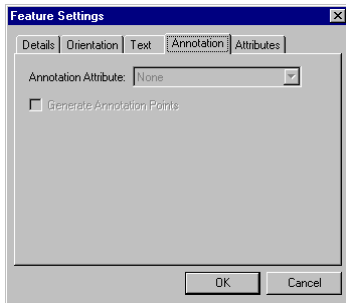 Feature Settings
Details Orientation Text Annotation Attributes
Annotation Attribute: None
Generate Annotation Points
OK Cancel